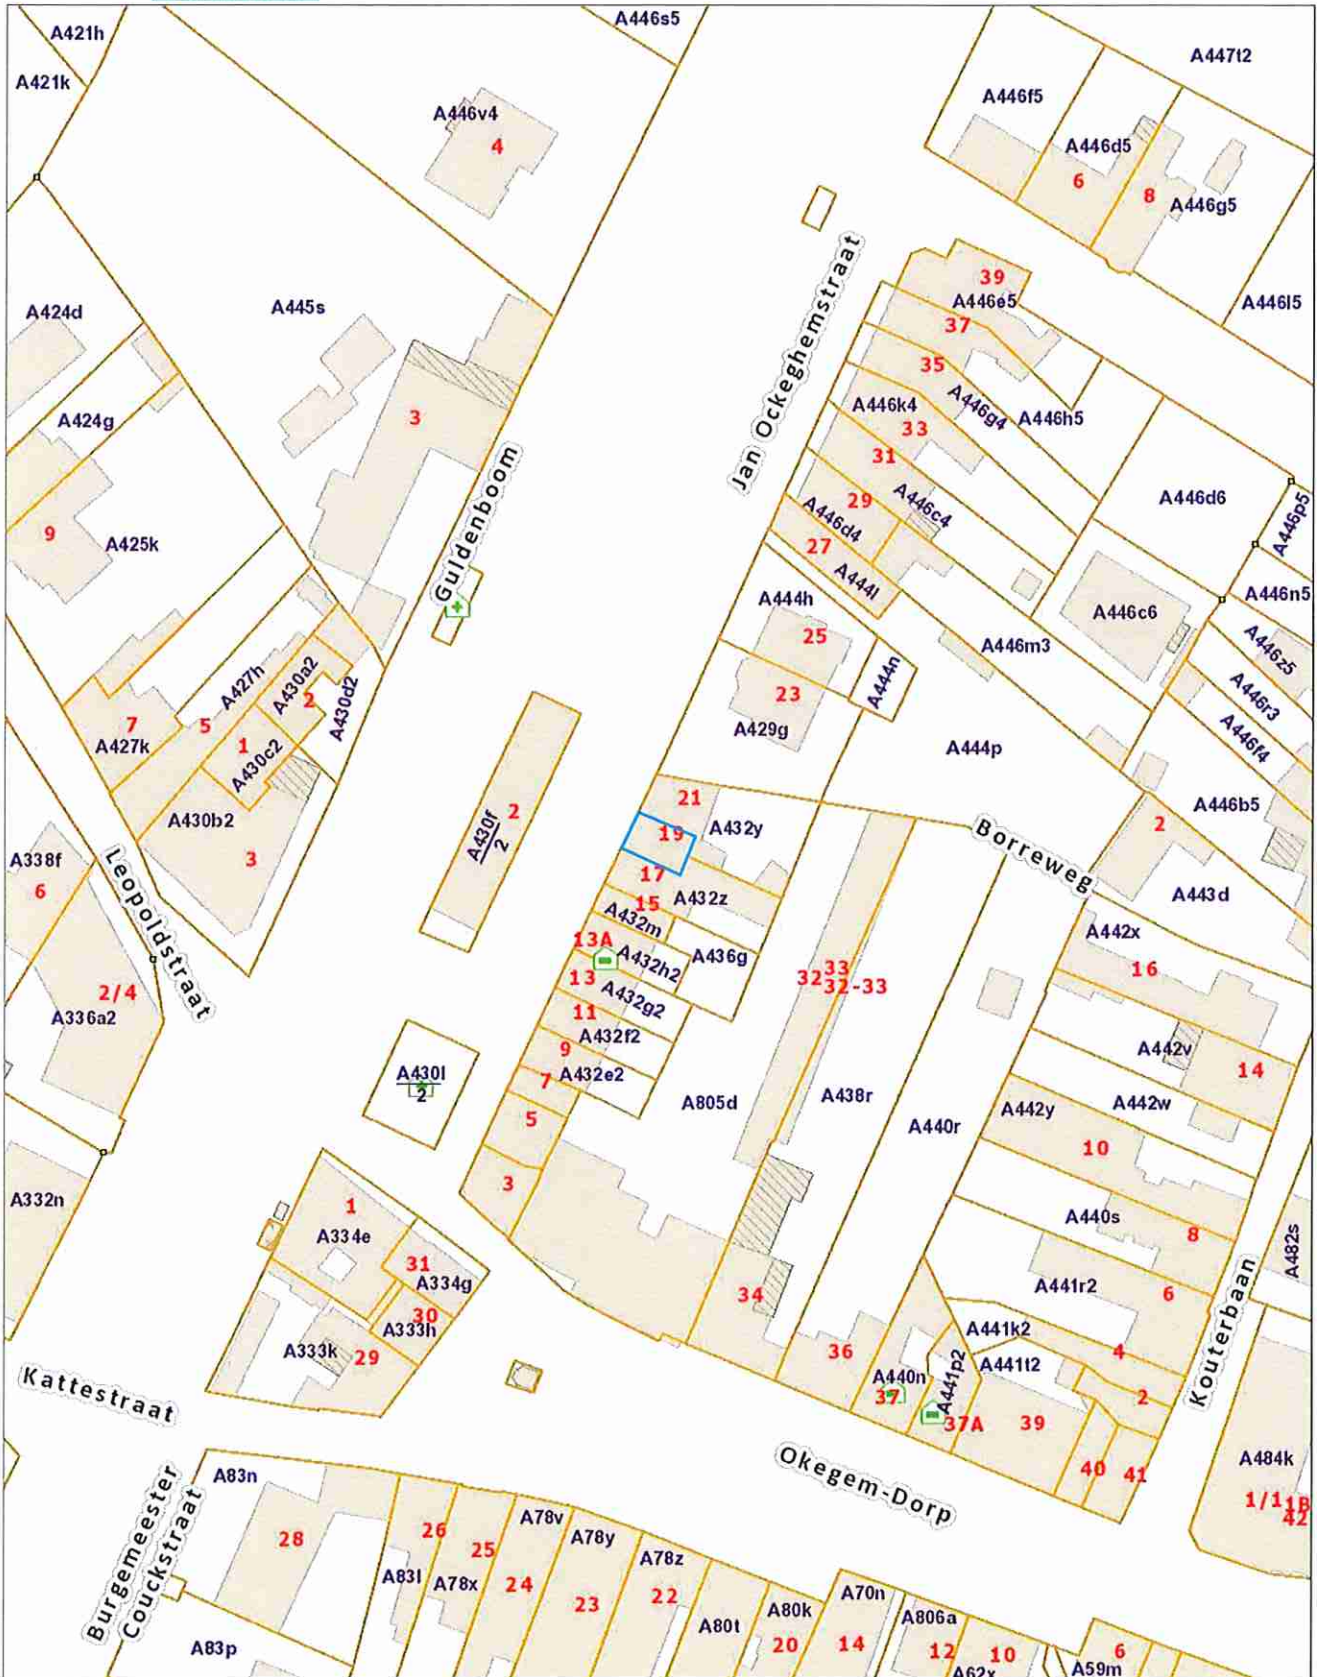 A421h
A446s5
A421k
A447t2
A446f5
A446v4
4
A446d5
6
8
A446g5
39
A446e5
A446l5
A424d
A445s
37
35
Jan Ockeghemstraat
A446g4
A446h5
A424g
3
A446k4
33
31
A446d6
A446p5
29
A446c4
A446d4
9
A425k
27
A444l
Guldenboom
A444h
A446n5
A446c6
25
A446m3
A446z5
A427h
A430a2
2
A430d2
23
A444n
A446r3
7
A427k
5
1
A430c2
A429g
A444p
A446f4
21
A446b5
A430f
2
2
19
A432y
Borreweg
2
A430b2
3
A338f
6
Leopoldstraat
17
A432z
15
A432m
A443d
A442x
13A
A432h2
A436g
16
32
33
32-33
13
A432g2
2/4
A336a2
11
A432f2
A442v
14
9
A432e2
A430l
2
7
A805d
A438r
A442y
A442w
5
A440r
10
3
A332n
1
A334e
A440s
8
A482s
31
A334g
34
A441r2
6
30
A333h
A333k
29
36
A441k2
4
A441t2
A440n
37
A441p2
37A
39
2
Kouterbaan
Kattestraat
40
41
A484k
1/1
1B
42
Okegem-Dorp
A83n
Burgemeester
Couckstraat
28
26
25
A78v
A78y
A78z
A83l
A78x
24
23
22
A70n
A80k
A80t
A806a
20
14
12
10
6
A83p
A62x
A59m